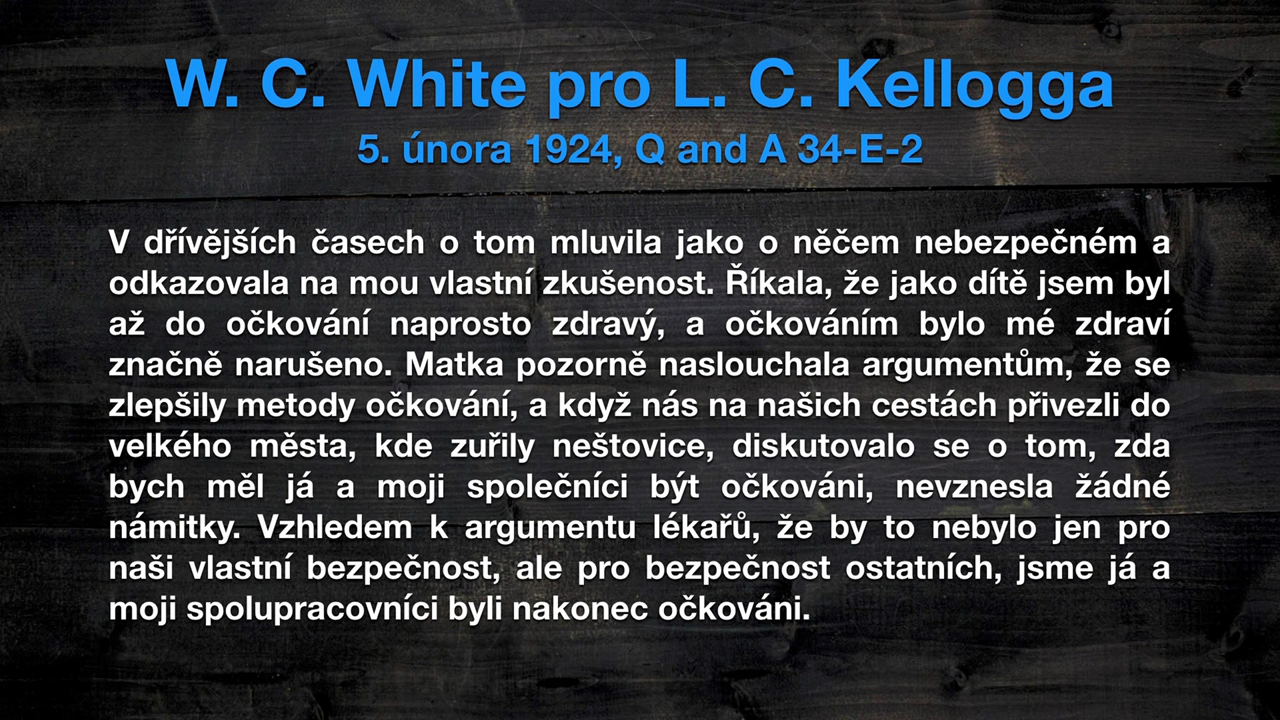 W. C. White pro L. C. Kellogga
5. února 1924, Q and A 34-E-2
V dřívějších časech o tom mluvila jako o něčem nebezpečném a
odkazovala na mou vlastní zkušenost. Říkala, že jako dítě jsem byl
až do očkování naprosto zdravý, a očkováním bylo mé zdraví
značně narušeno. Matka pozorně naslouchala argumentům, že se
zlepšily metody očkování, a když nás na našich cestách přivezli do
velkého města, kde zuřily neštovice, diskutovalo se o tom, zda
bych měl já a moji společníci být očkováni, nevznesla žádné
námitky. Vzhledem k argumentu lékařů, že by to nebylo jen pro
naši vlastní bezpečnost, ale pro bezpečnost ostatních, jsme já a
moji spolupracovníci byli nakonec očkováni.